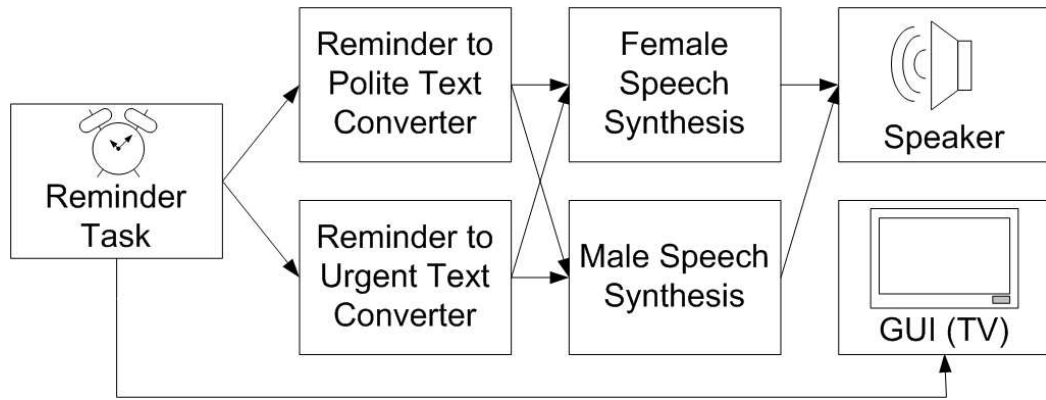 Reminder
Task
Reminder to
Polite Text
Converter
Reminder to
Urgent Text
Converter
Female
Speech
Synthesis
Male Speech
Synthesis
Speaker
GUI (TV)